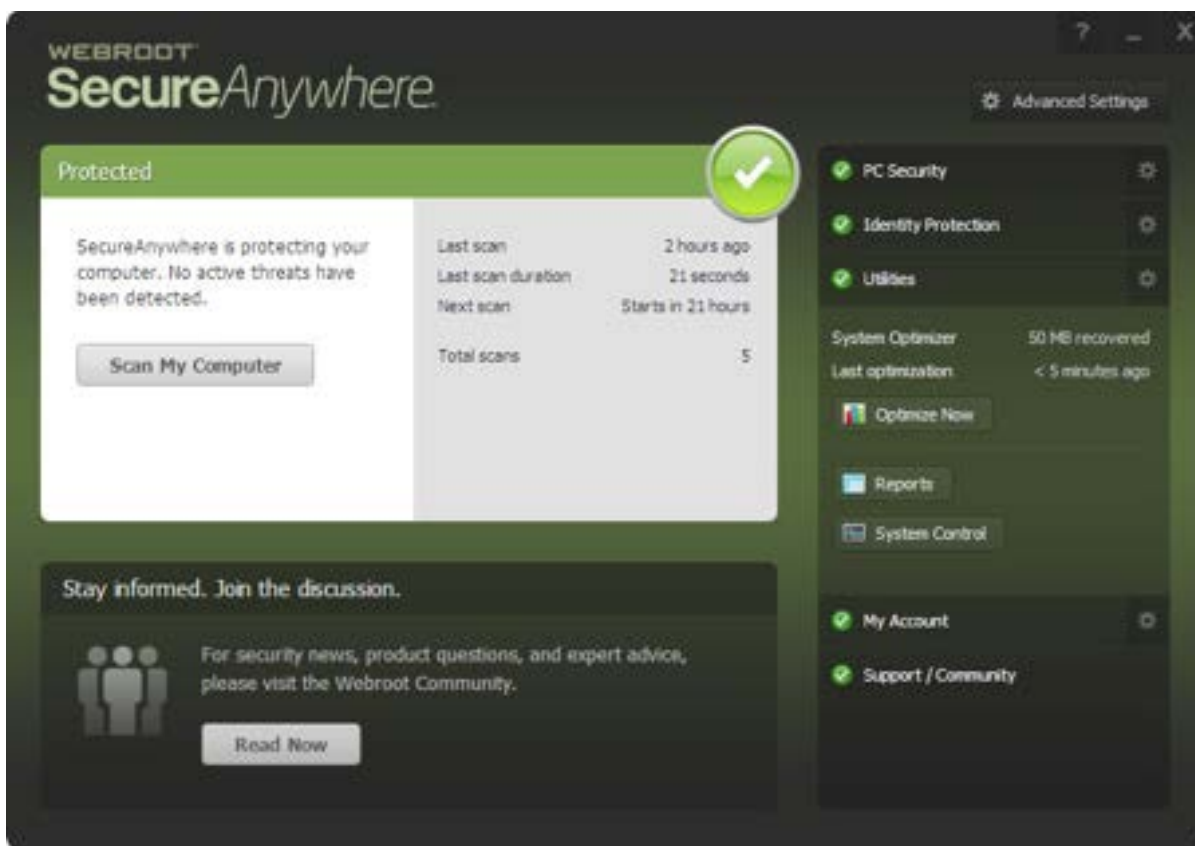 WEBROOT
SecureAnywhere.
? _ X
Advanced Settings
Protected
SecureAnywhere is protecting your
computer. No active threats have
been detected.
Scan My Computer
Last scan 2 hours ago
Last scan duration 21 seconds
Next scan Starts in 21 hours
Total scans 5
Stay informed. Join the discussion.
For security news, product questions, and expert advice,
please visit the Webroot Community.
Read Now
PC Security
Identity Protection
Utilities
System Optimizer 50 MB recovered
Last optimization < 5 minutes ago
Optimize Now
Reports
System Control
My Account
Support / Community